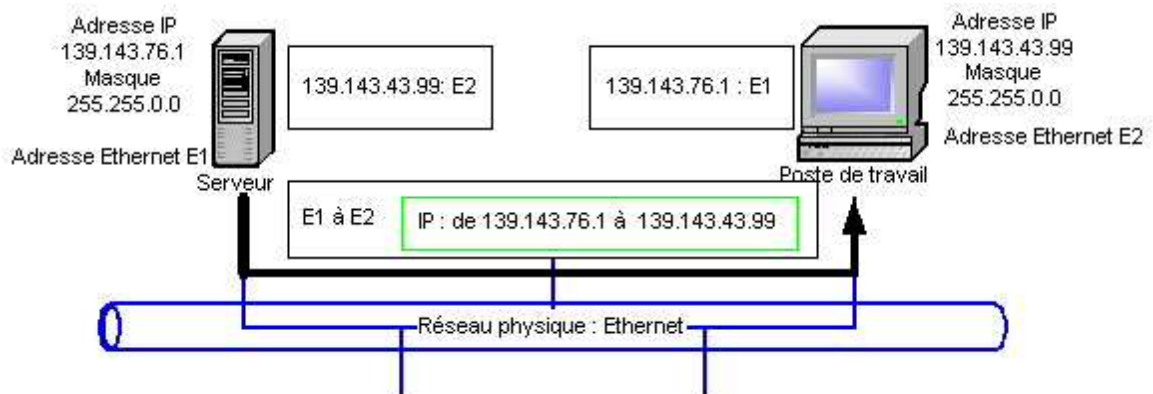 Adresse IP
139.143.76.1
Masque
255.255.0.0
Adresse Ethernet E1
Serveur
139.143.43.99: E2
139.143.76.1 : E1
Adresse IP
139.143.43.99
Masque
255.255.0.0
Adresse Ethernet E2
Poste de travail
E1 à E2
IP : de 139.143.76.1 à 139.143.43.99
Réseau physique : Ethernet